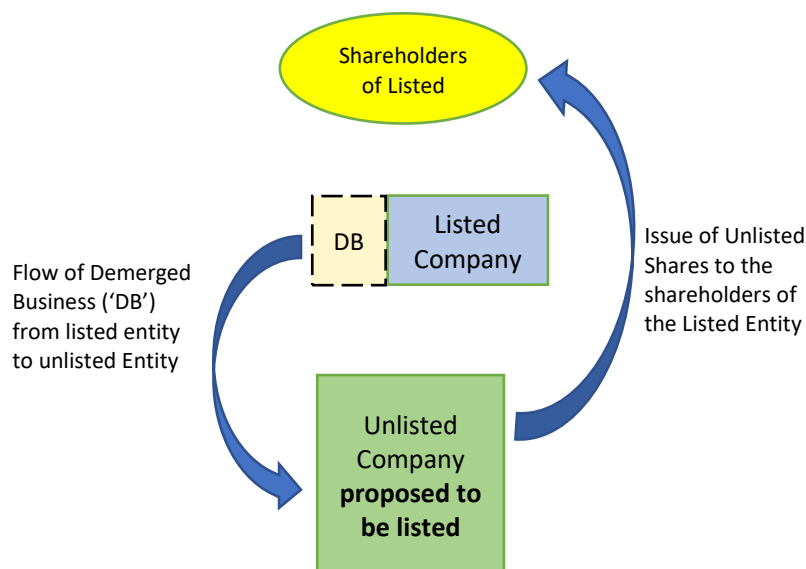 Shareholders
of Listed
DB
Listed
Company
Flow of Demerged
Business (‘DB’)
from listed entity
to unlisted Entity
Issue of Unlisted
Shares to the
shareholders of
the Listed Entity
Unlisted
Company
proposed to
be listed